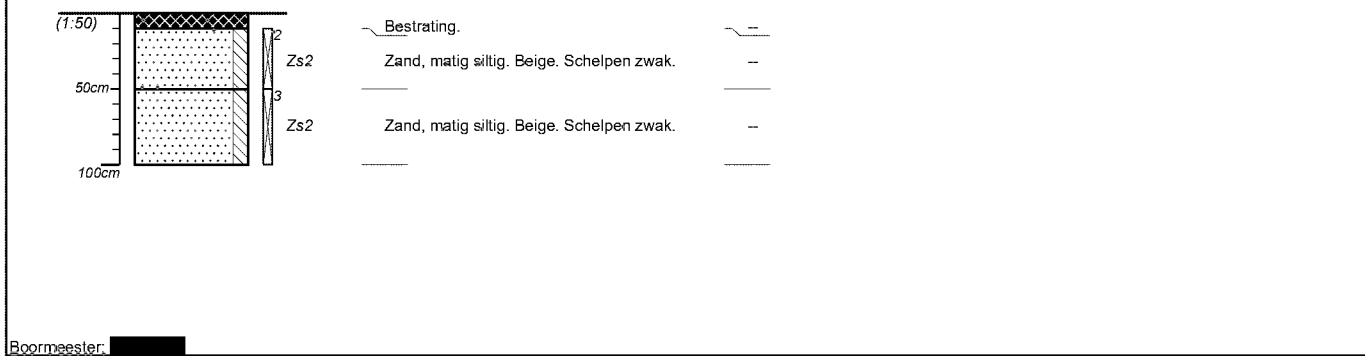 (1:50)
Bestrating.
--
2
Zs2
Zand, matig siltig. Beige. Schelpen zwak.
--
50cm
3
Zs2
Zand, matig siltig. Beige. Schelpen zwak.
--
100cm
Boormeester: